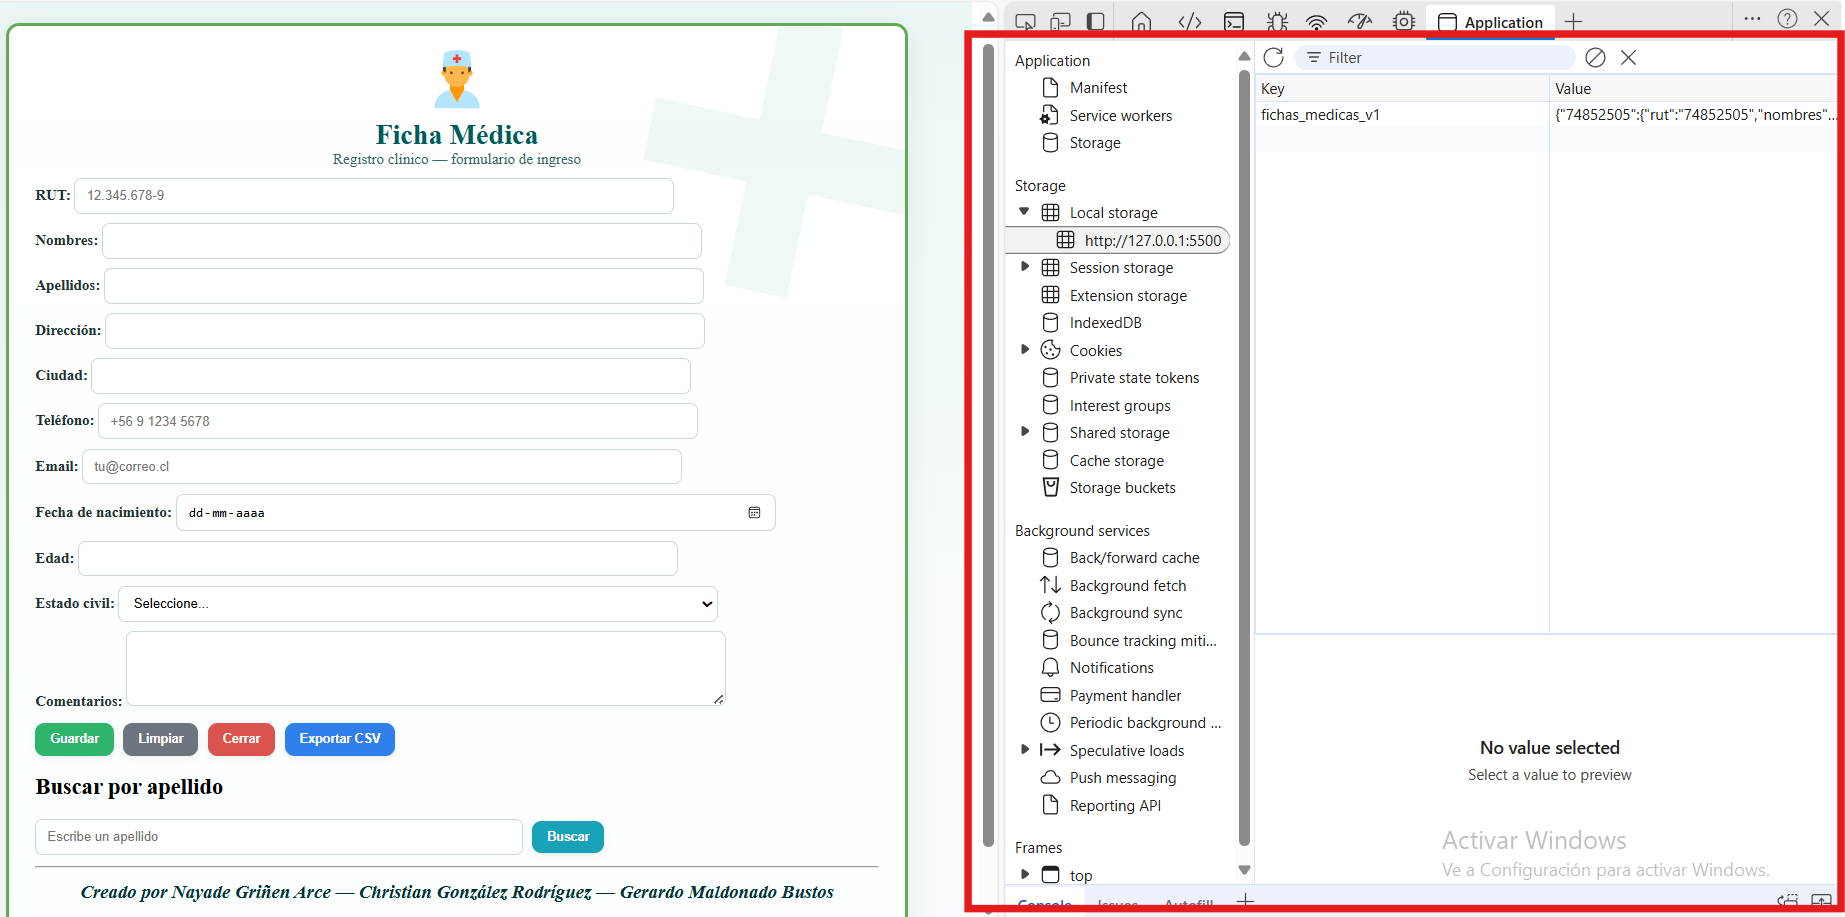 Ficha Médica
Registro clínico — formulario de ingreso
RUT: 12.345.678-9
Nombres:
Apellidos:
Dirección:
Ciudad:
Teléfono: +56 9 1234 5678
Email: tu@correo.cl
Fecha de nacimiento: dd-mm-aaaa
Edad:
Estado civil: Seleccione...
Comentarios:
Guardar Limpiar Cerrar Exportar CSV
Buscar por apellido
Escribe un apellido Buscar
Creado por Nayade Griñen Arce — Christian González Rodríguez — Gerardo Maldonado Bustos
Application
Application
Manifest
Service workers
Storage
Storage
Local storage
http://127.0.0.1:5500
Session storage
Extension storage
IndexedDB
Cookies
Private state tokens
Interest groups
Shared storage
Cache storage
Storage buckets
Background services
Back/forward cache
Background fetch
Background sync
Bounce tracking miti...
Notifications
Payment handler
Periodic background ...
Speculative loads
Push messaging
Reporting API
Frames
top
Filter
Key Value
fichas_medicas_v1 {"74852505":{"rut":"74852505","nombres"...
No value selected
Select a value to preview
Activar Windows
Ve a Configuración para activar Windows.
Console Issues Autofill